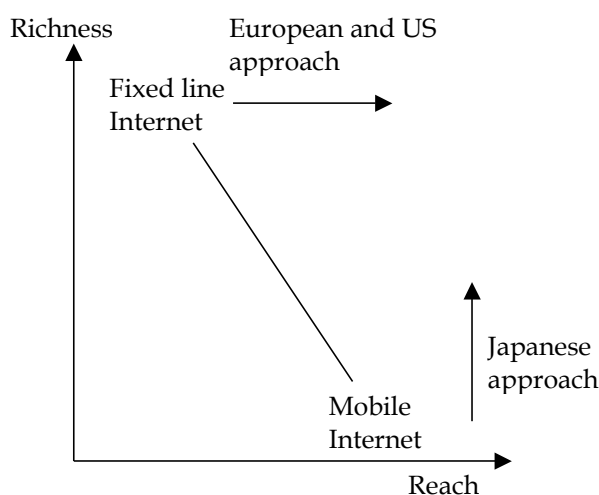 Richness
European and US
approach
Fixed line
Internet
Japanese
approach
Mobile
Internet
Reach